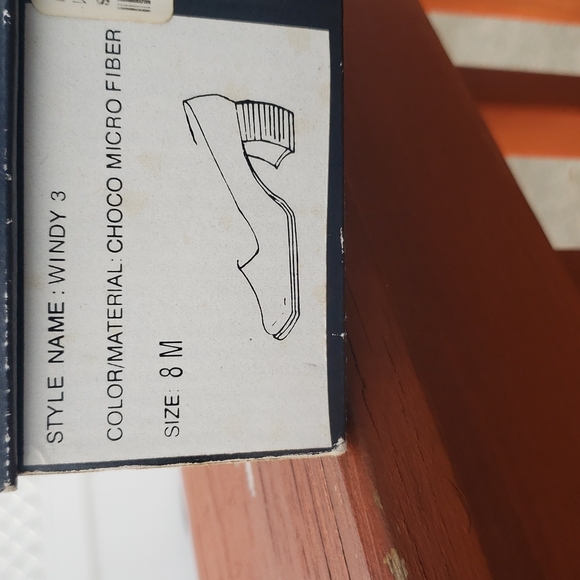 STYLE NAME: WINDY 3
COLOR/MATERIAL: CHOCO MICRO FIBER
SIZE: 8 M